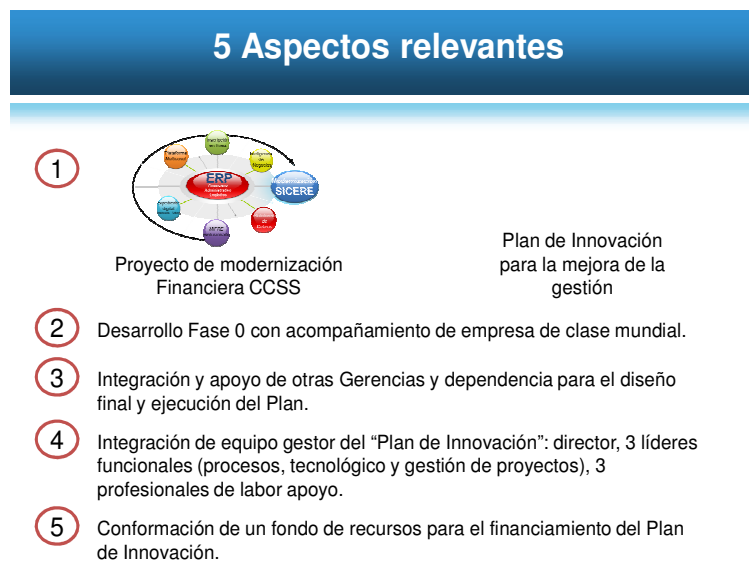 5 Aspectos relevantes
1
ERP
Financiero
Administrativo
Logístico
SICERE
Proyecto de modernización
Financiera CCSS
Plan de Innovación
para la mejora de la
gestión
2
Desarrollo Fase 0 con acompañamiento de empresa de clase mundial.
3
Integración y apoyo de otras Gerencias y dependencia para el diseño
final y ejecución del Plan.
4
Integración de equipo gestor del “Plan de Innovación”: director, 3 líderes
funcionales (procesos, tecnológico y gestión de proyectos), 3
profesionales de labor apoyo.
5
Conformación de un fondo de recursos para el financiamiento del Plan
de Innovación.